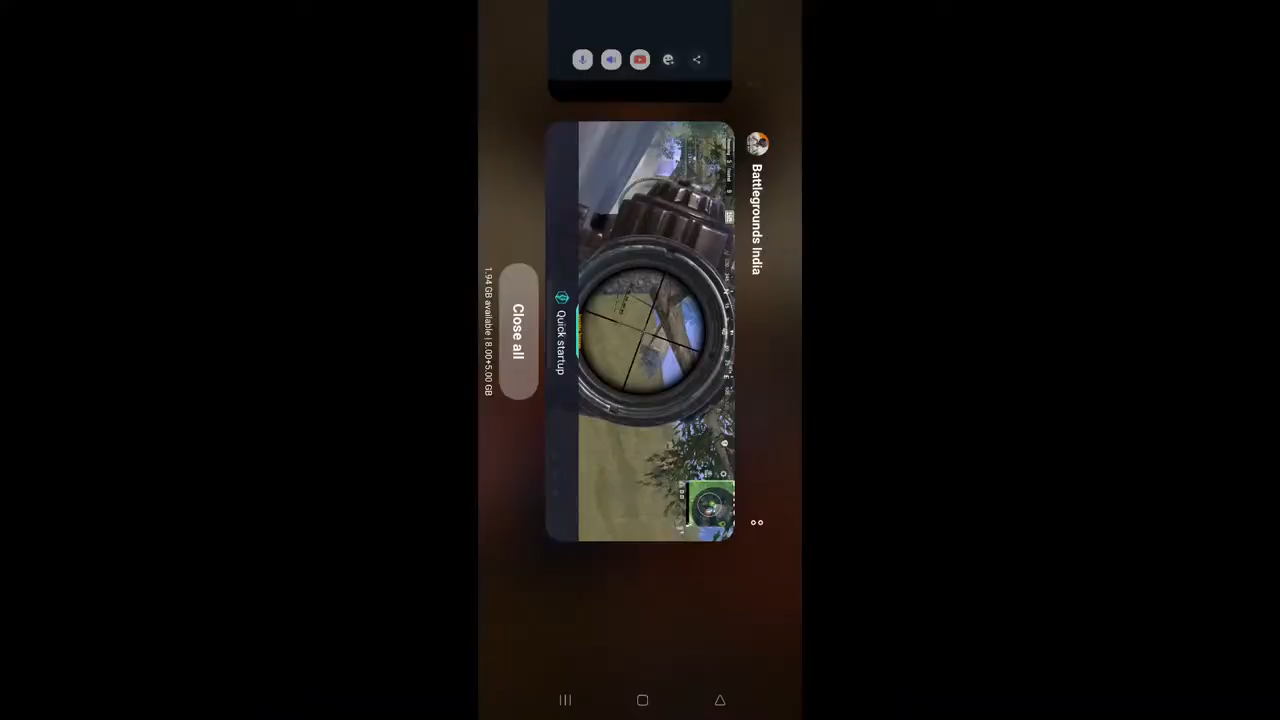 Battlegrounds India
Quick startup
Close all
1.94 GB available | 8.00+5.00 GB